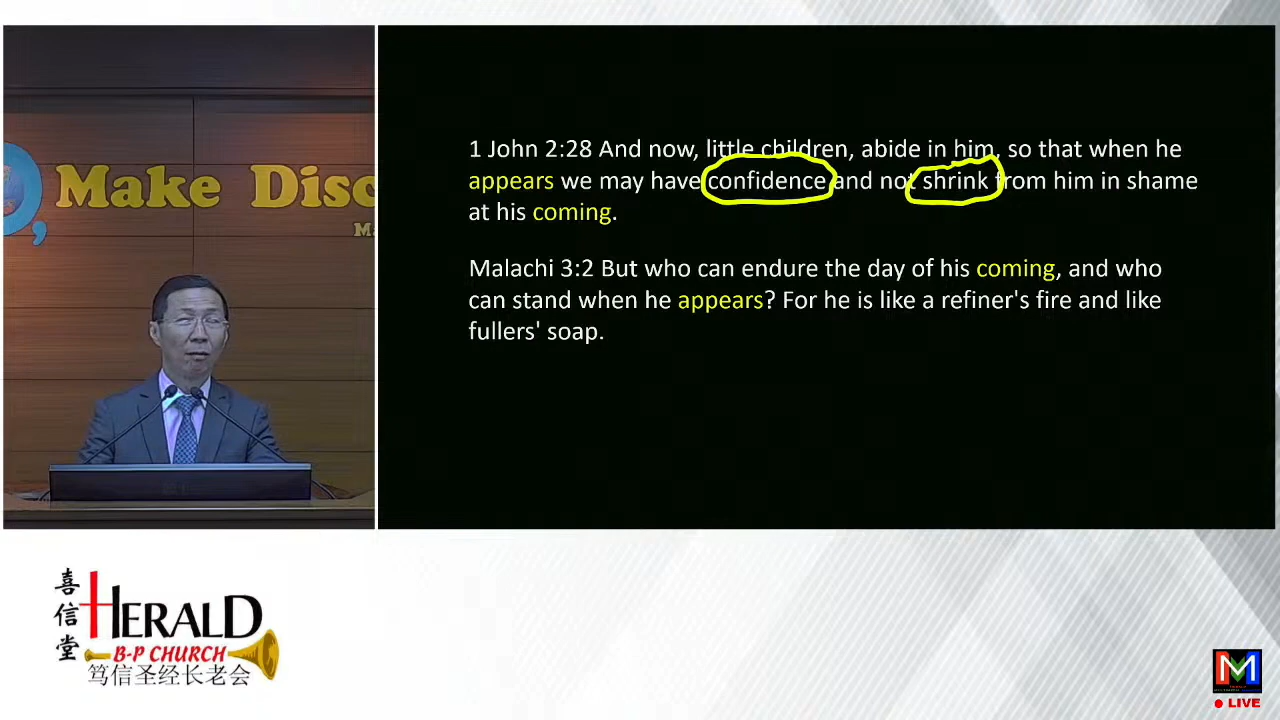 Make Disc
1 John 2:28 And now, little children, abide in him, so that when he
appears we may have confidence and not shrink from him in shame
at his coming.
Malachi 3:2 But who can endure the day of his coming, and who
can stand when he appears? For he is like a refiner's fire and like
fullers' soap.
喜信堂
HERALD
B-P CHURCH
笃信圣经长老会
M
LIVE